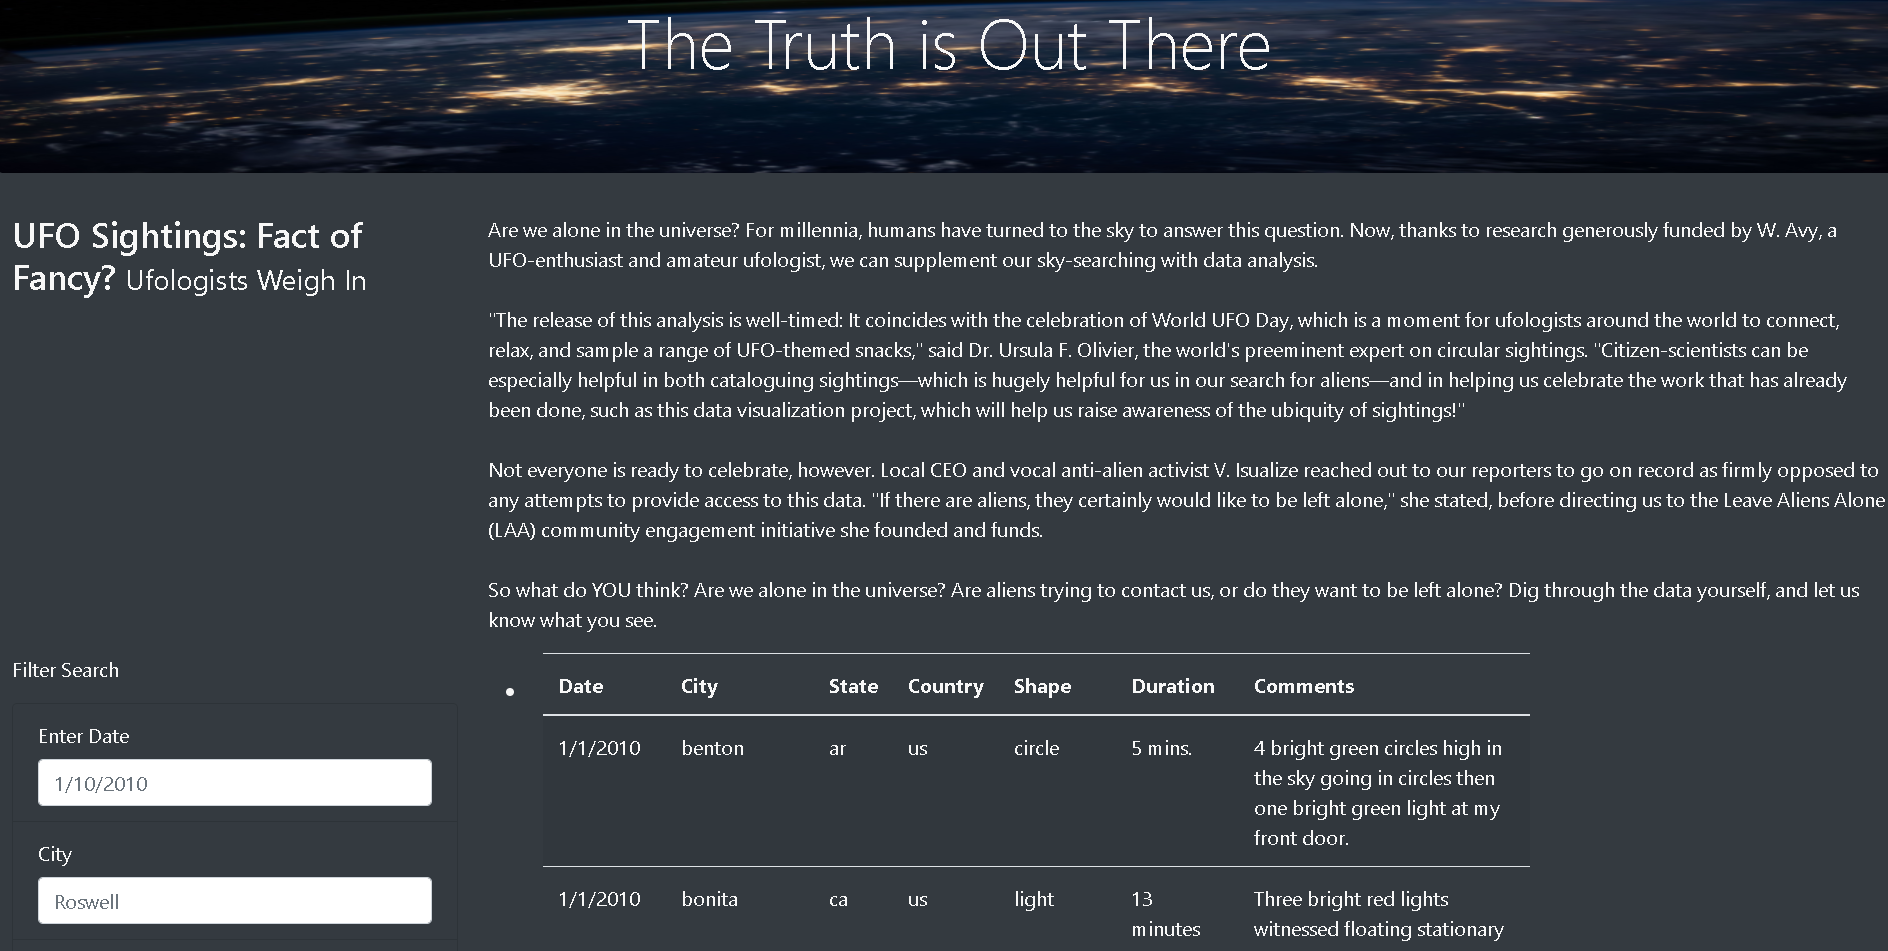 The Truth is Out There
UFO Sightings: Fact of
Fancy? Ufologists Weigh In
Are we alone in the universe? For millennia, humans have turned to the sky to answer this question. Now, thanks to research generously funded by W. Avy, a
UFO-enthusiast and amateur ufologist, we can supplement our sky-searching with data analysis.
"The release of this analysis is well-timed: It coincides with the celebration of World UFO Day, which is a moment for ufologists around the world to connect,
relax, and sample a range of UFO-themed snacks," said Dr. Ursula F. Olivier, the world's preeminent expert on circular sightings. "Citizen-scientists can be
especially helpful in both cataloguing sightings—which is hugely helpful for us in our search for aliens—and in helping us celebrate the work that has already
been done, such as this data visualization project, which will help us raise awareness of the ubiquity of sightings!"
Not everyone is ready to celebrate, however. Local CEO and vocal anti-alien activist V. Isualize reached out to our reporters to go on record as firmly opposed to
any attempts to provide access to this data. "If there are aliens, they certainly would like to be left alone," she stated, before directing us to the Leave Aliens Alone
(LAA) community engagement initiative she founded and funds.
So what do YOU think? Are we alone in the universe? Are aliens trying to contact us, or do they want to be left alone? Dig through the data yourself, and let us
know what you see.
Filter Search
Enter Date
1/10/2010
City
Roswell
Date City State Country Shape Duration Comments
1/1/2010 benton ar us circle 5 mins. 4 bright green circles high in
the sky going in circles then
one bright green light at my
front door.
1/1/2010 bonita ca us light 13 Three bright red lights
minutes witnessed floating stationary